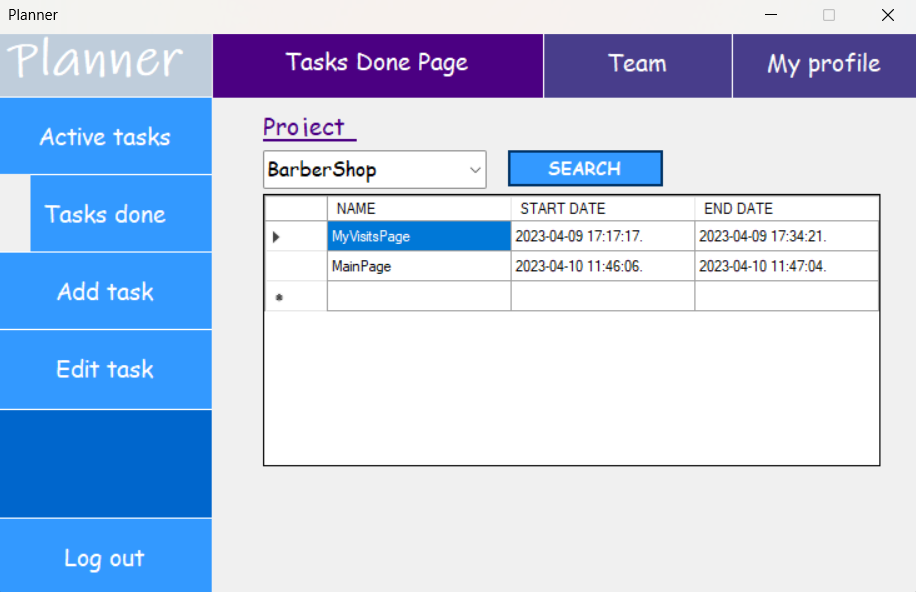 Planner
Planner
Tasks Done Page
Team
My profile
Active tasks
Tasks done
Add task
Edit task
Log out
Project
BarberShop
SEARCH
NAME START DATE END DATE
MyVisitsPage 2023-04-09 17:17:17. 2023-04-09 17:34:21.
MainPage 2023-04-10 11:46:06. 2023-04-10 11:47:04.